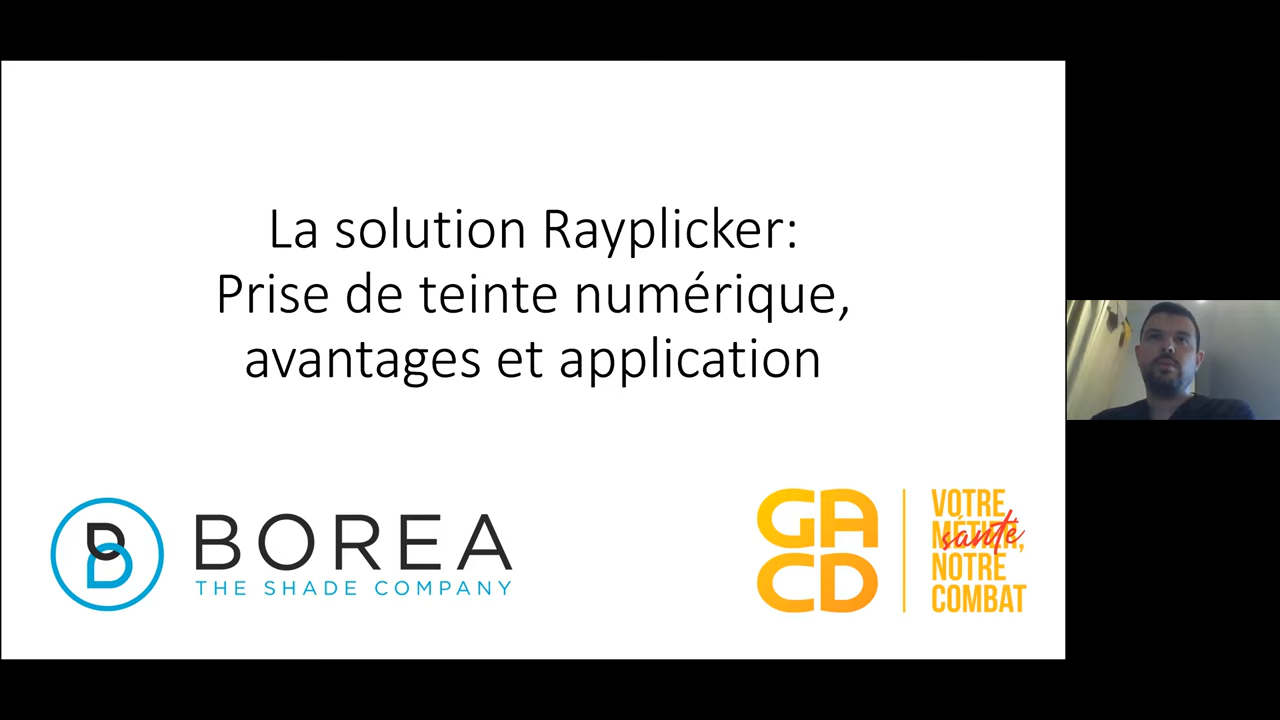 La solution Rayplicker:
Prise de teinte numérique,
avantages et application
BOREA
THE SHADE COMPANY
GA
CD
VOTRE
MÉTIER,
santé
NOTRE
COMBAT